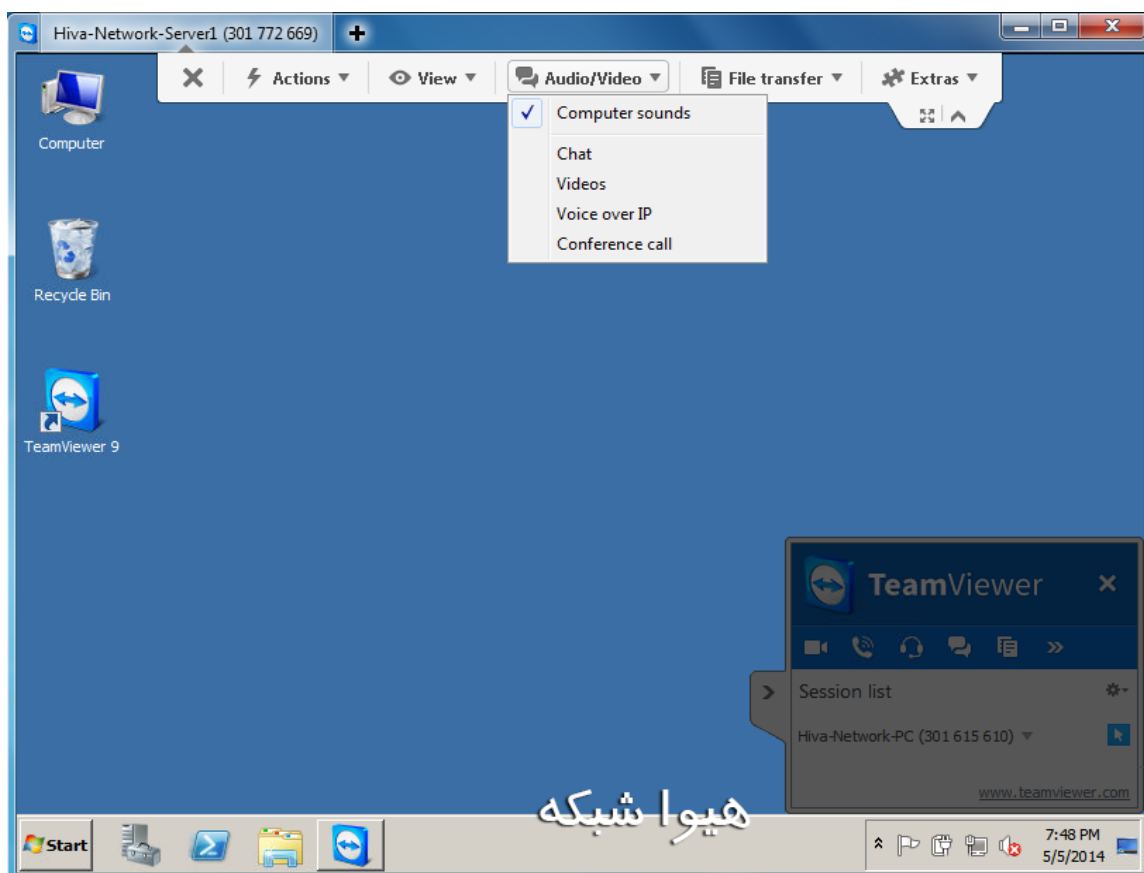 Hiva-Network-Server1 (301 772 669)
Actions View Audio/Video File transfer Extras
Computer sounds
Chat
Videos
Voice over IP
Conference call
Computer
Recycle Bin
TeamViewer 9
TeamViewer
Session list
Hiva-Network-PC (301 615 610)
www.teamviewer.com
هیوا شبکه
Start
7:48 PM
5/5/2014